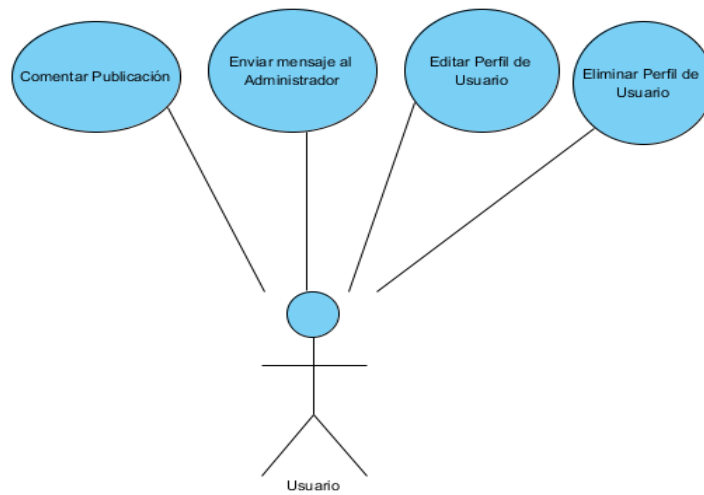 Comentar Publicación
Enviar mensaje al
Administrador
Editar Perfil de
Usuario
Eliminar Perfil de
Usuario
Usuario